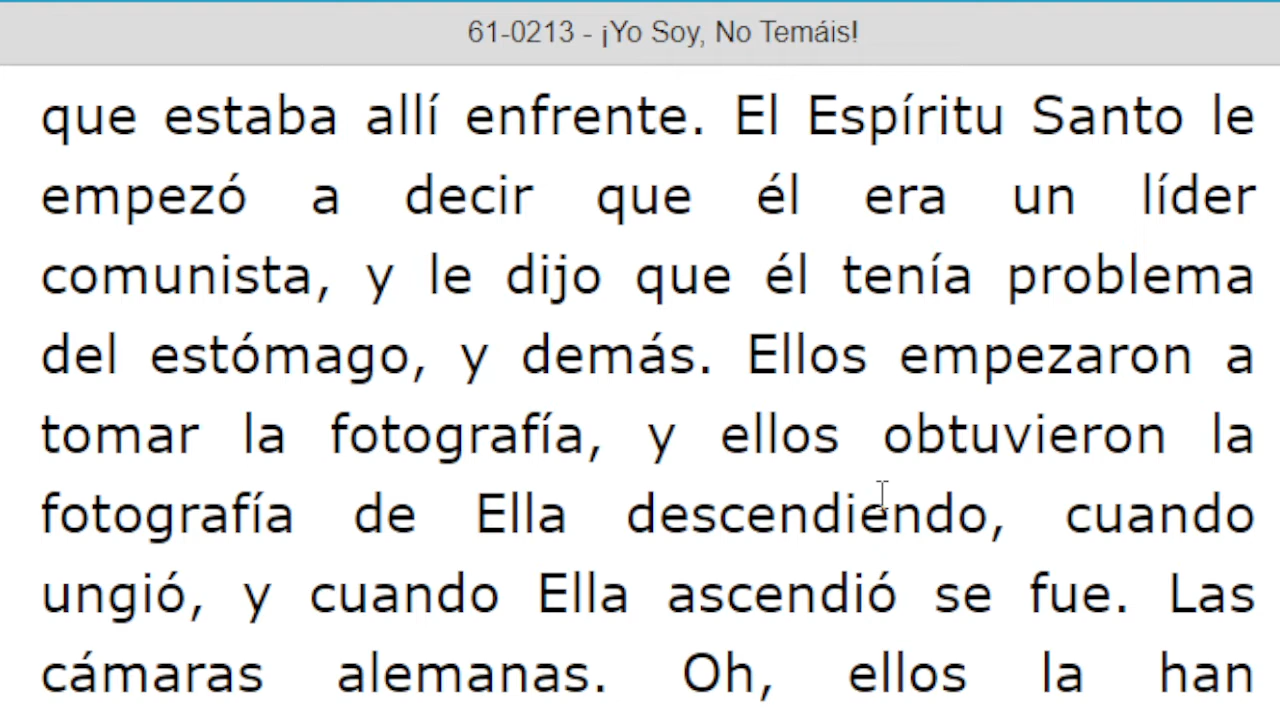 61-0213 - ¡Yo Soy, No Temáis!
que estaba allí enfrente. El Espíritu Santo le
empezó a decir que él era un líder
comunista, y le dijo que él tenía problema
del estómago, y demás. Ellos empezaron a
tomar la fotografía, y ellos obtuvieron la
fotografía de Ella descendiendo, cuando
ungió, y cuando Ella ascendió se fue. Las
cámaras alemanas. Oh, ellos la han